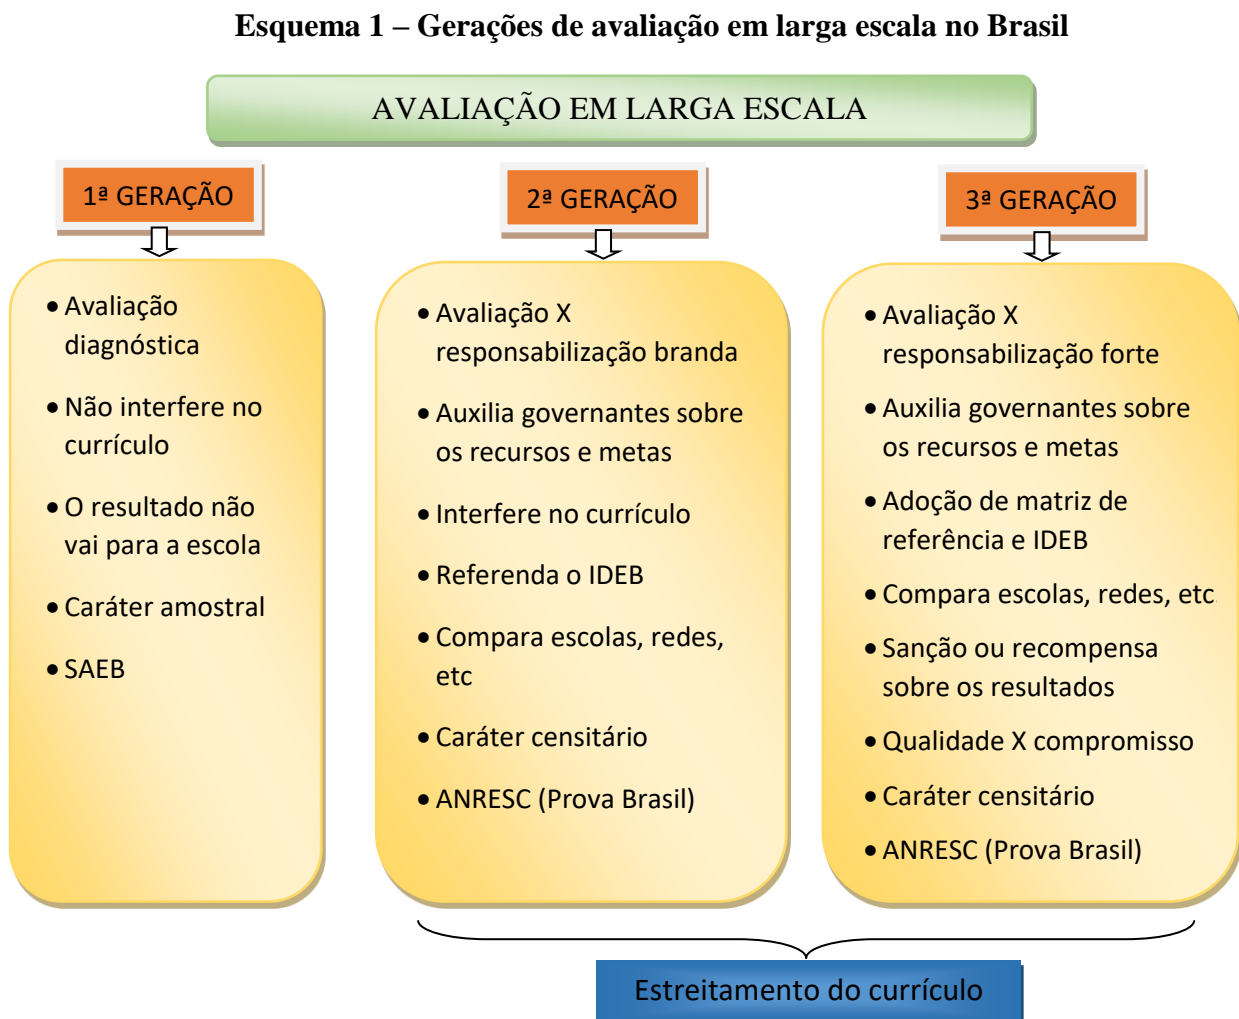 Esquema 1 – Gerações de avaliação em larga escala no Brasil
AVALIAÇÃO EM LARGA ESCALA
1ª GERAÇÃO
• Avaliação
diagnóstica
• Não interfere no
currículo
• O resultado não
vai para a escola
• Caráter amostral
• SAEB
2ª GERAÇÃO
• Avaliação X
responsabilização branda
• Auxilia governantes sobre
os recursos e metas
• Interfere no currículo
• Referenda o IDEB
• Compara escolas, redes,
etc
• Caráter censitário
• ANRESC (Prova Brasil)
3ª GERAÇÃO
• Avaliação X
responsabilização forte
• Auxilia governantes sobre
os recursos e metas
• Adoção de matriz de
referência e IDEB
• Compara escolas, redes, etc.
• Sanção ou recompensa
sobre os resultados
• Qualidade X compromisso
• Caráter censitário
• ANRESC (Prova Brasil)
Estreitamento do currículo